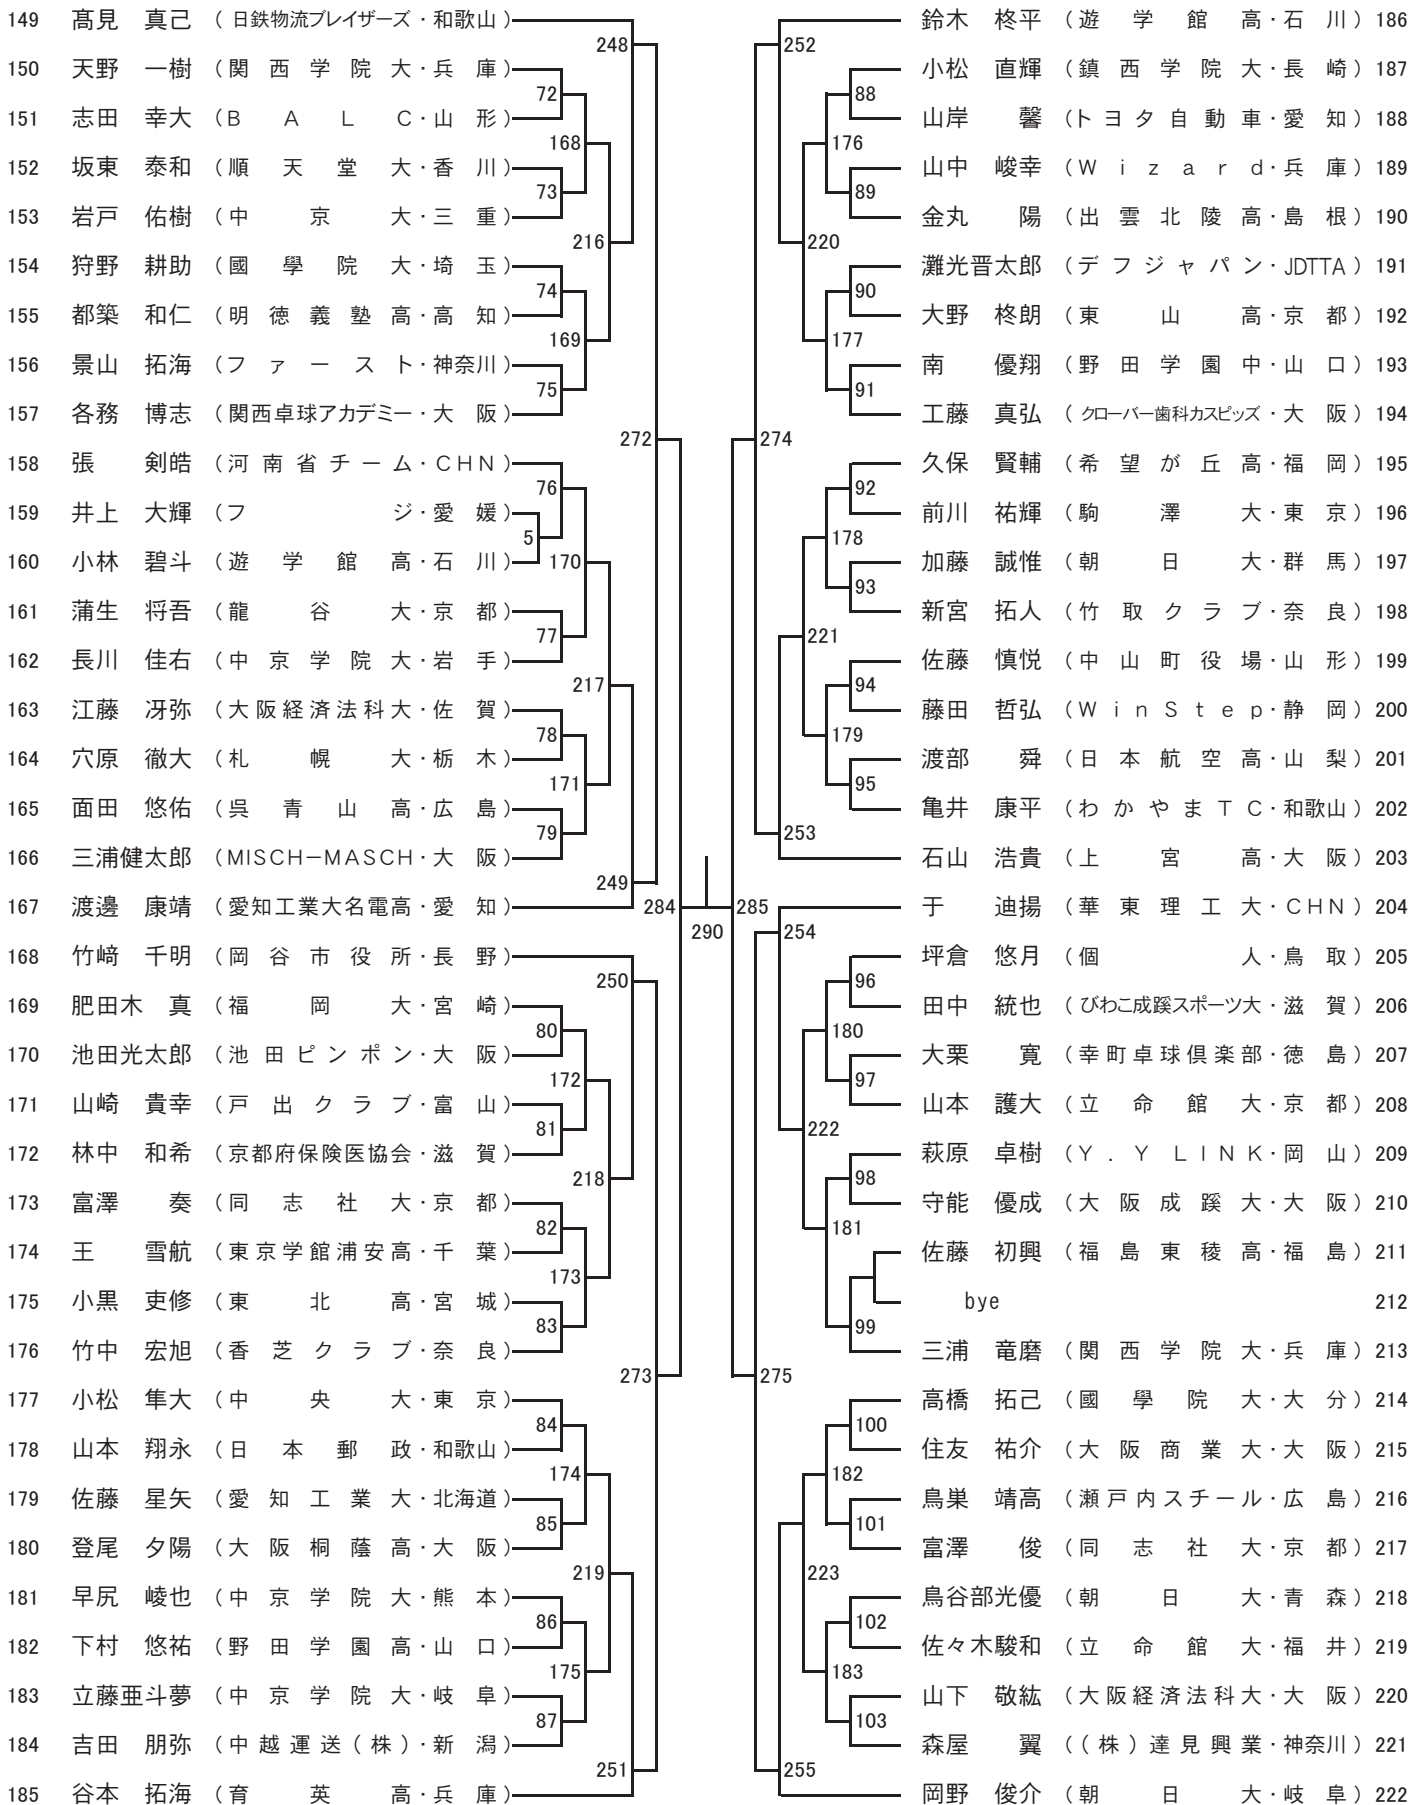 149 髙見 真己 (日鉄物流ブレイザーズ・和歌山)
150 天野 一樹 (関西学院大・兵庫)
151 志田 幸大 (BALC・山形)
152 坂東 泰和 (順天堂大・香川)
153 岩戸 佑樹 (中京大・三重)
154 狩野 耕助 (國學院大・埼玉)
155 都築 和仁 (明徳義塾高・高知)
156 景山 拓海 (ファースト・神奈川)
157 各務 博志 (関西卓球アカデミー・大阪)
158 張 剣皓 (河南省チーム・CHN)
159 井上 大輝 (フジ・愛媛)
160 小林 碧斗 (遊学館高・石川)
161 蒲生 将吾 (龍谷大・京都)
162 長川 佳右 (中京学院大・岩手)
163 江藤 冴弥 (大阪経済法科大・佐賀)
164 穴原 徹大 (札幌大・栃木)
165 面田 悠佑 (呉青山高・広島)
166 三浦健太郎 (MISCH-MASCH・大阪)
167 渡邊 康靖 (愛知工業大名電高・愛知)
168 竹﨑 千明 (岡谷市役所・長野)
169 肥田木 真 (福岡大・宮崎)
170 池田光太郎 (池田ピンポン・大阪)
171 山崎 貴幸 (戸出クラブ・富山)
172 林中 和希 (京都府保険医協会・滋賀)
173 富澤 奏 (同志社大・京都)
174 王 雪航 (東京学館浦安高・千葉)
175 小黒 吏修 (東北高・宮城)
176 竹中 宏旭 (香芝クラブ・奈良)
177 小松 隼大 (中央大・東京)
178 山本 翔永 (日本郵政・和歌山)
179 佐藤 星矢 (愛知工業大・北海道)
180 登尾 夕陽 (大阪桐蔭高・大阪)
181 早尻 崚也 (中京学院大・熊本)
182 下村 悠祐 (野田学園高・山口)
183 立藤亜斗夢 (中京学院大・岐阜)
184 吉田 朋弥 (中越運送(株)・新潟)
185 谷本 拓海 (育英高・兵庫)
248
72
168
73
216
74
169
75
272
76
5
170
77
217
78
171
79
249
284
250
80
172
81
218
82
173
83
273
84
174
85
219
86
175
87
251
290
252
88
176
89
220
90
177
91
274
92
178
93
221
94
179
95
253
285
254
96
180
97
222
98
181
99
275
100
182
101
223
102
183
103
255
鈴木 柊平 (遊学館高・石川) 186
小松 直輝 (鎮西学院大・長崎) 187
山岸 馨 (トヨタ自動車・愛知) 188
山中 峻幸 (Wizard・兵庫) 189
金丸 陽 (出雲北陵高・島根) 190
灘光晋太郎 (デフジャパン・JDTTA) 191
大野 柊朗 (東山高・京都) 192
南 優翔 (野田学園中・山口) 193
工藤 真弘 (クローバー歯科カスピッズ・大阪) 194
久保 賢輔 (希望が丘高・福岡) 195
前川 祐輝 (駒澤大・東京) 196
加藤 誠惟 (朝日大・群馬) 197
新宮 拓人 (竹取クラブ・奈良) 198
佐藤 慎悦 (中山町役場・山形) 199
藤田 哲弘 (WinStep・静岡) 200
渡部 舜 (日本航空高・山梨) 201
亀井 康平 (わかやまTC・和歌山) 202
石山 浩貴 (上宮高・大阪) 203
于 迪揚 (華東理工大・CHN) 204
坪倉 悠月 (個人・鳥取) 205
田中 統也 (びわこ成蹊スポーツ大・滋賀) 206
大栗 寛 (幸町卓球倶楽部・徳島) 207
山本 護大 (立命館大・京都) 208
萩原 卓樹 (Y.Y LINK・岡山) 209
守能 優成 (大阪成蹊大・大阪) 210
佐藤 初興 (福島東稜高・福島) 211
bye 212
三浦 竜磨 (関西学院大・兵庫) 213
高橋 拓己 (國學院大・大分) 214
住友 祐介 (大阪商業大・大阪) 215
鳥巣 靖高 (瀬戸内スチール・広島) 216
富澤 俊 (同志社大・京都) 217
鳥谷部光優 (朝日大・青森) 218
佐々木駿和 (立命館大・福井) 219
山下 敬紘 (大阪経済法科大・大阪) 220
森屋 翼 ((株)達見興業・神奈川) 221
岡野 俊介 (朝日大・岐阜) 222